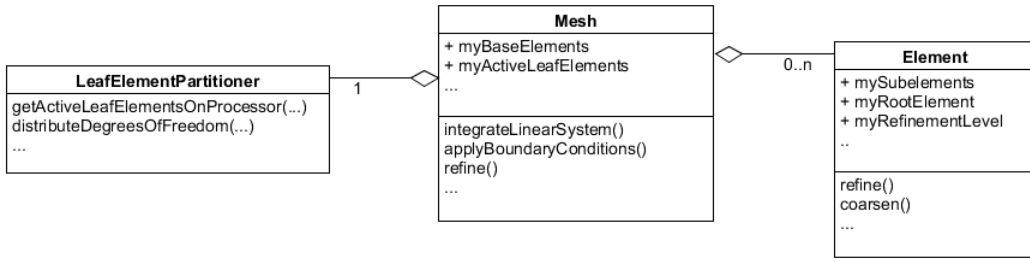 LeafElementPartitioner
getActiveLeafElementsOnProcessor(...)
distributeDegreesOfFreedom(...)
...
1
Mesh
+ myBaseElements
+ myActiveLeafElements
...
integrateLinearSystem()
applyBoundaryConditions()
refine()
...
0..n
Element
+ mySubelements
+ myRootElement
+ myRefinementLevel
..
refine()
coarsen()
...